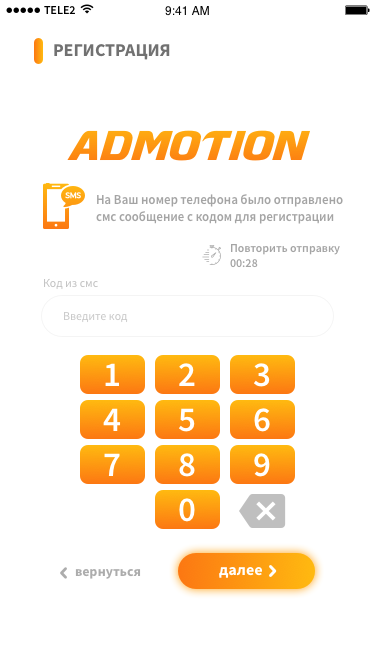 TELE2 9:41 AM
РЕГИСТРАЦИЯ
ADMOTION
SMS
На Ваш номер телефона было отправлено
смс сообщение с кодом для регистрации
Повторить отправку
00:28
Код из смс
Введите код
1 2 3
4 5 6
7 8 9
0
вернуться далее